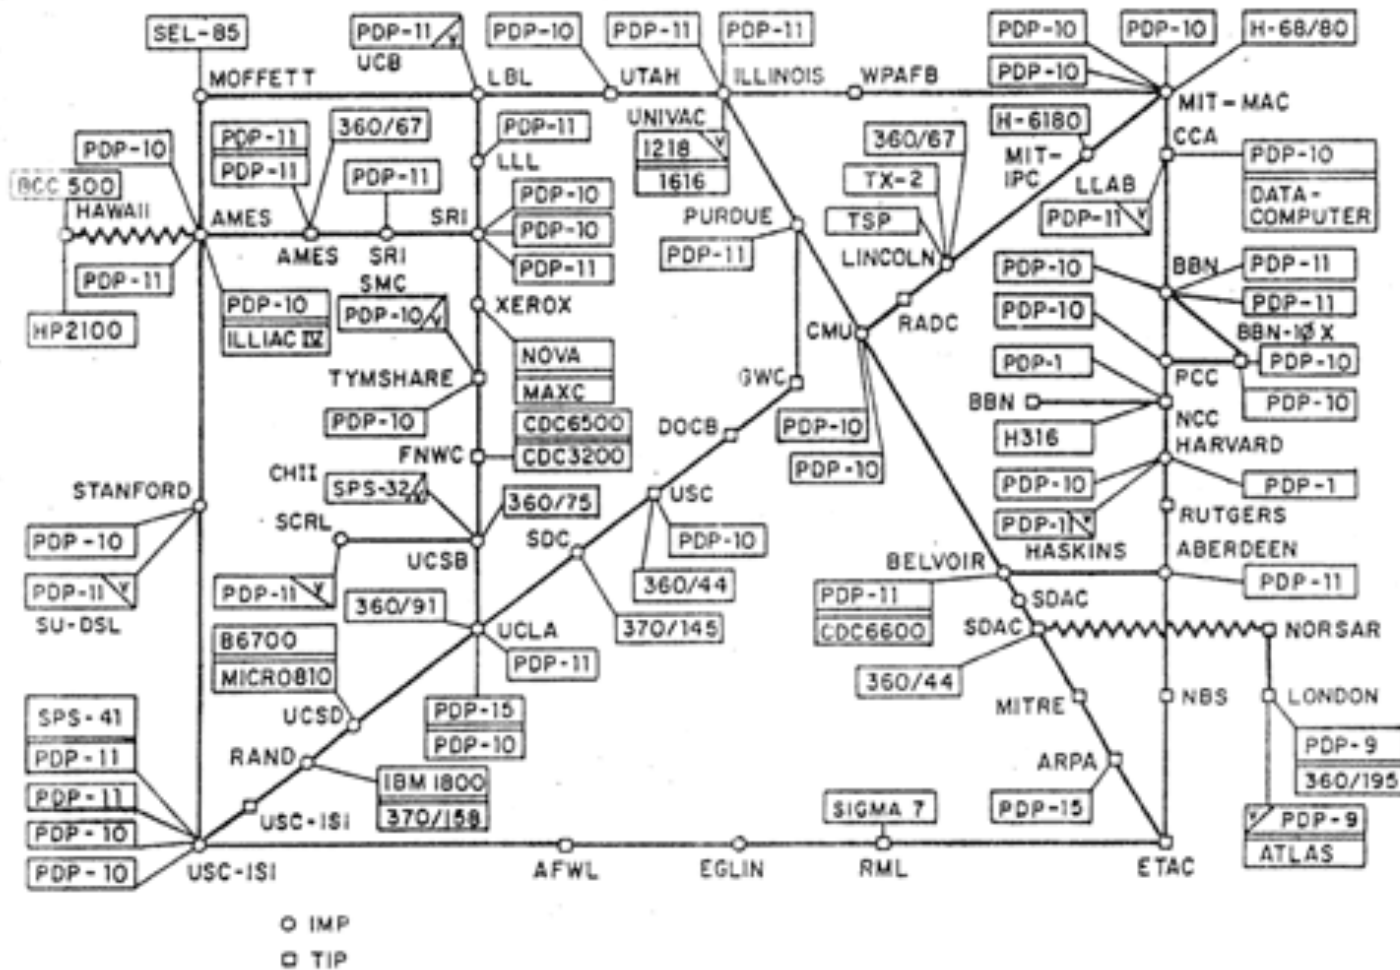 SEL-85
PDP-11 v
PDP-10
PDP-11
PDP-11
PDP-10
PDP-10
H-68/80
UCB
MOFFETT
LBL
UTAH
ILLINOIS
WPAFB
PDP-10
MIT-MAC
PDP-10
PDP-11
360/67
PDP-11
UNIVAC
1218 v
1616
360/67
H-6180
MIT-
IPC
CCA
PDP-10
DATA-
COMPUTER
BCC 500
PDP-11
PDP-11
LLL
PDP-10
TX-2
LLAB
PDP-11 v
HAWAII
AMES
SRI
PDP-10
PURDUE
TSP
AMES
SRI
PDP-11
PDP-11
LINCOLN
PDP-10
BBN
PDP-11
PDP-11
SMC
PDP-10 v
XEROX
RADC
PDP-10
PDP-11
BBN-10X
HP2100
PDP-10
ILLIAC IV
NOVA
MAXC
CMU
PDP-1
PCC
PDP-10
TYMSHARE
GWC
BBN
NCC
PDP-10
PDP-10
CDC6500
CDC3200
DOCB
PDP-10
PDP-10
H316
HARVARD
FNWC
CHII
SPS-32
PDP-10
PDP-1
STANFORD
360/75
USC
PDP-11 v
RUTGERS
PDP-10
SCRL
UCSB
SDC
PDP-10
HASKINS
ABERDEEN
BELVOIR
360/44
PDP-11 v
SU-DSL
PDP-11 v
360/91
370/145
PDP-11
CDC6600
SDAC
PDP-11
UCLA
SDAC
NORSAR
B6700
MICRO810
PDP-11
360/44
SPS-41
PDP-11
PDP-11
PDP-10
PDP-10
UCSD
PDP-15
PDP-10
MITRE
NBS
LONDON
RAND
IBM 1800
370/158
ARPA
PDP-9
360/195
USC-ISI
SIGMA 7
PDP-15
v PDP-9
ATLAS
USC-ISI
AFWL
EGLIN
RML
ETAC
IMP
TIP